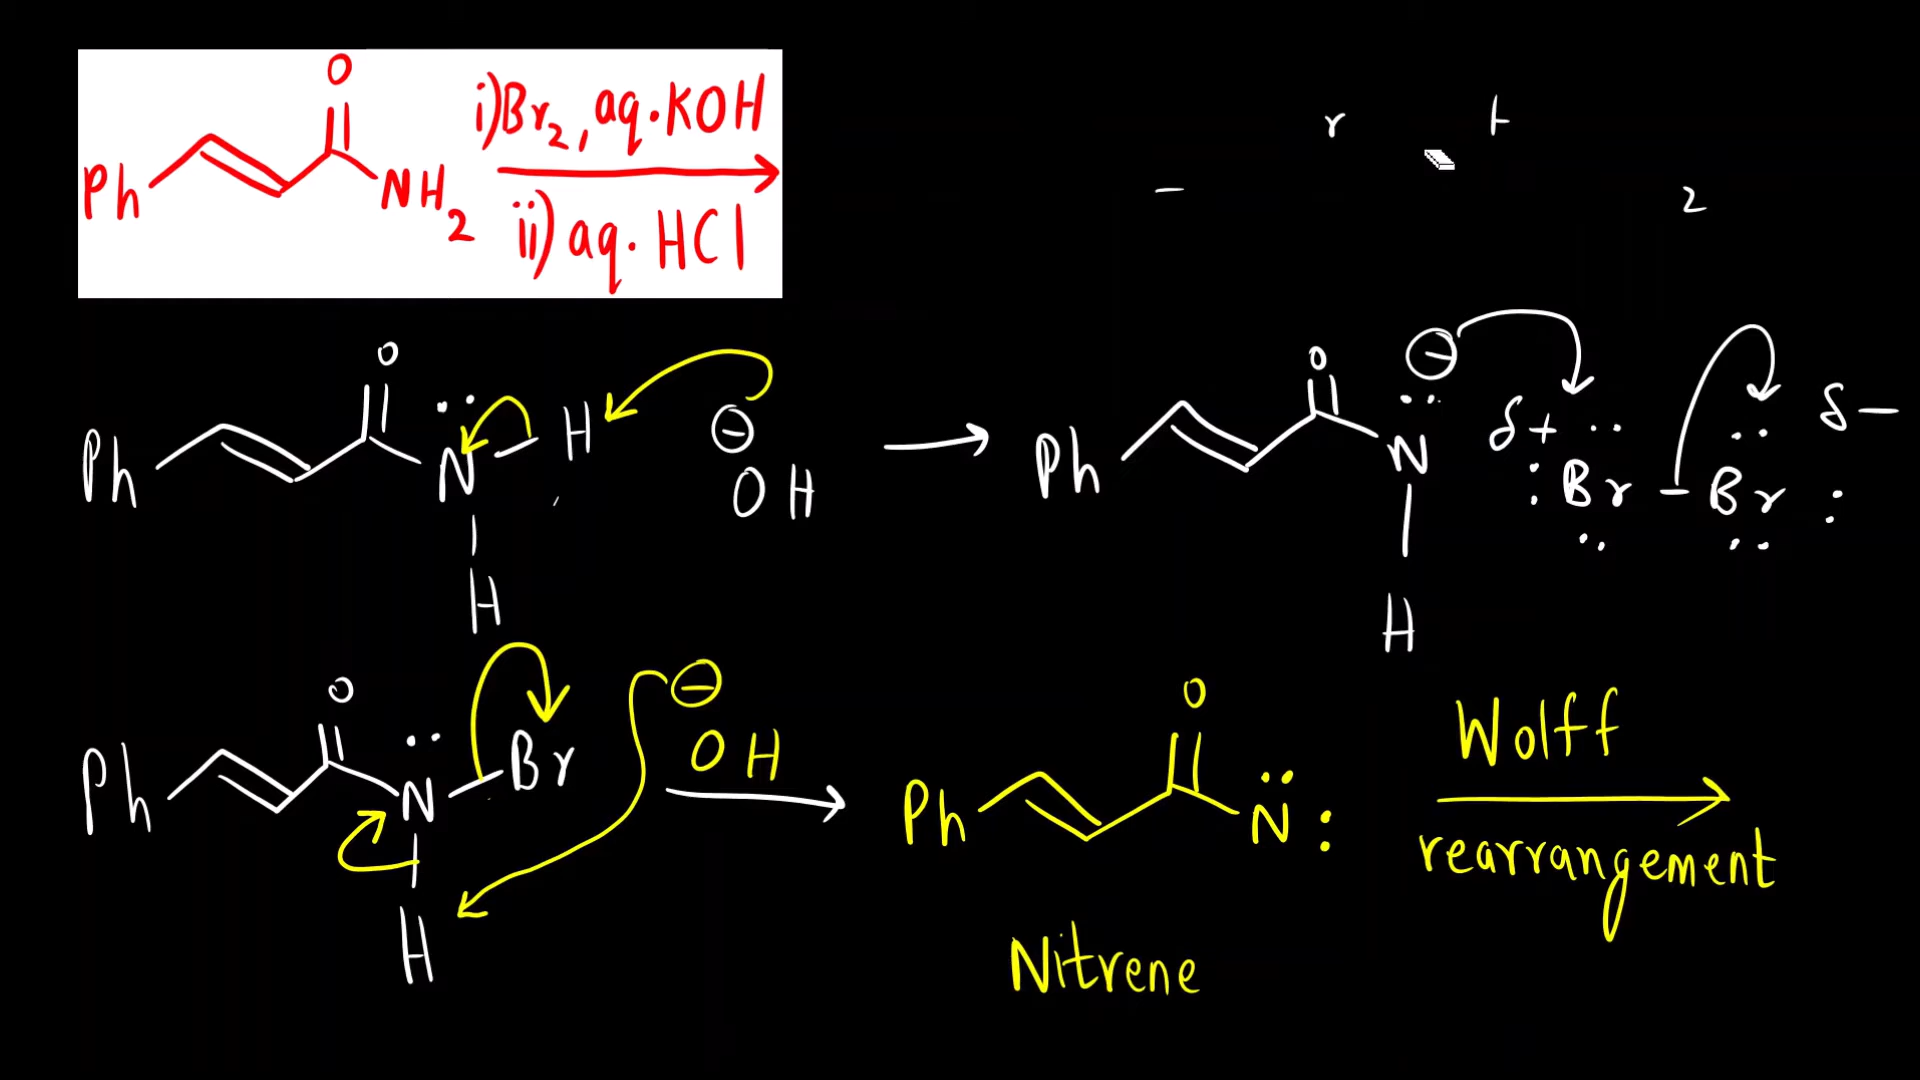 O
i) Br2, aq. KOH
Ph NH2
ii) aq. HCl
r
2
O
Ph N H
⊖
OH
H
O ⊖
Ph N δ+ :Br – Br: δ–
H
O
Ph N Br
⊖
OH
H
O
Ph N:
Wolff
rearrangement
Nitrene